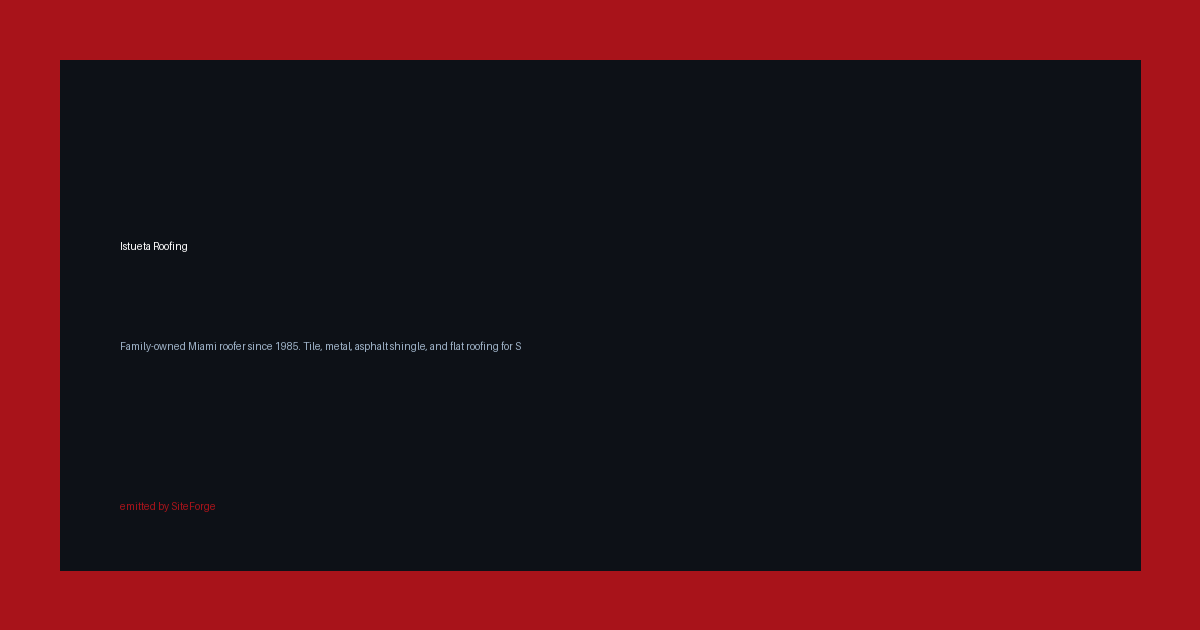 Istueta Roofing
Family-owned Miami roofer since 1985. Tile, metal, asphalt shingle, and flat roofing for S
emitted by SiteForge